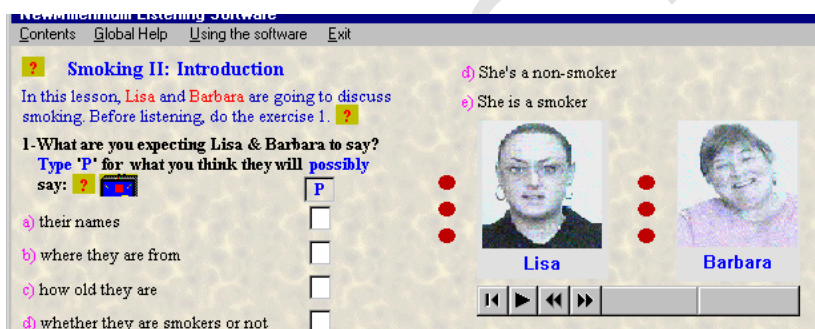 NewMillennium Listening Software
Contents Global Help Using the software Exit
? Smoking II: Introduction
In this lesson, Lisa and Barbara are going to discuss
smoking. Before listening, do the exercise 1. ?
1-What are you expecting Lisa & Barbara to say?
Type 'P' for what you think they will possibly
say: ?
P
a) their names
b) where they are from
c) how old they are
d) whether they are smokers or not
d) She's a non-smoker
e) She is a smoker
Lisa
Barbara